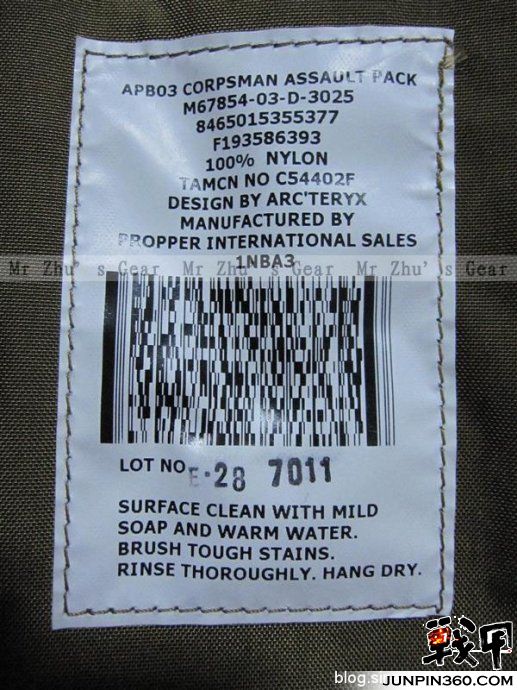 APB03 CORPSMAN ASSAULT PACK
M67854-03-D-3025
8465015355377
F193586393
100% NYLON
TAMCN NO C54402F
DESIGN BY ARC'TERYX
MANUFACTURED BY
PROPPER INTERNATIONAL SALES
1NBA3
Mr Zhu's Gear Mr Zhu's Gear Mr Zhu's Gear
LOT NO E-28 7011
SURFACE CLEAN WITH MILD
SOAP AND WARM WATER.
BRUSH TOUGH STAINS.
RINSE THOROUGHLY. HANG DRY.
戰甲
JUNPIN360.COM